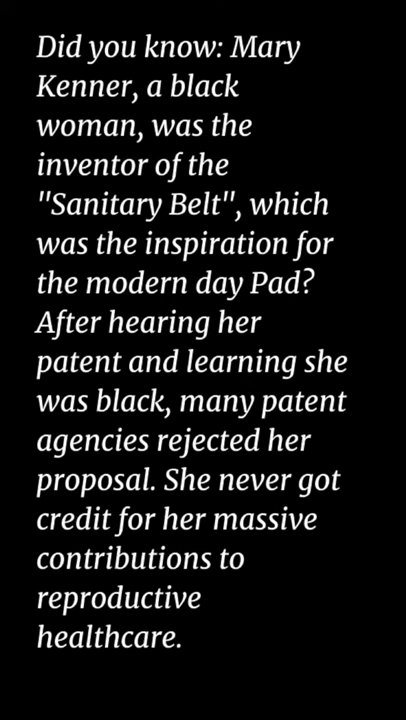 Did you know: Mary
Kenner, a black
woman, was the
inventor of the
"Sanitary Belt", which
was the inspiration for
the modern day Pad?
After hearing her
patent and learning she
was black, many patent
agencies rejected her
proposal. She never got
credit for her massive
contributions to
reproductive
healthcare.